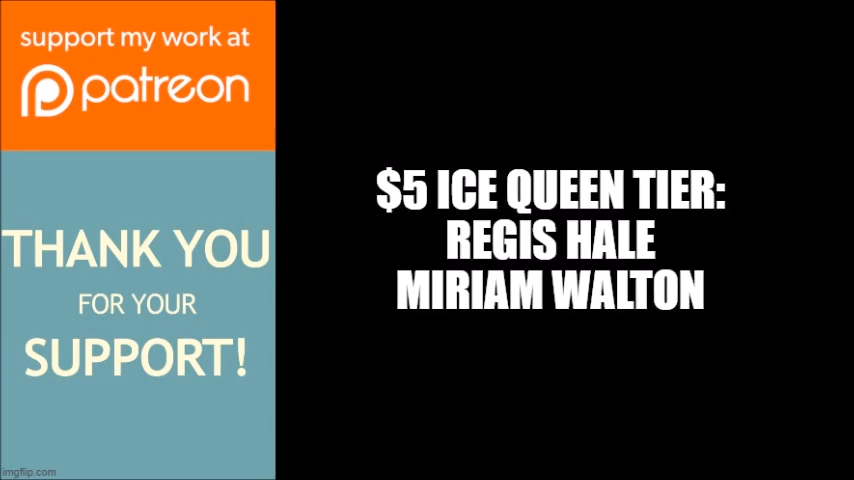 support my work at
patreon
THANK YOU
FOR YOUR
SUPPORT!
$5 ICE QUEEN TIER:
REGIS HALE
MIRIAM WALTON
imgflip.com